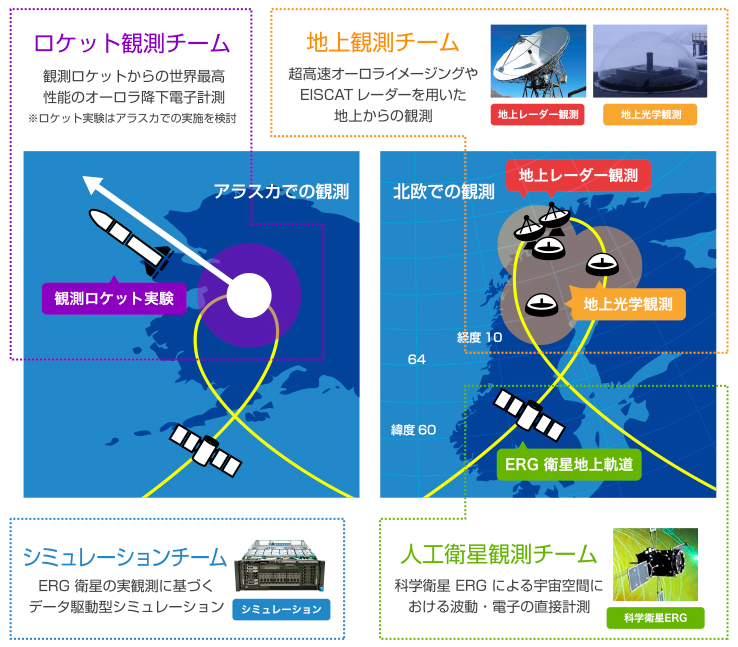 ロケット観測チーム
観測ロケットからの世界最高
性能のオーロラ降下電子計測
※ロケット実験はアラスカでの実施を検討
地上観測チーム
超高速オーロライメージングや
EISCAT レーダーを用いた
地上からの観測
地上レーダー観測
地上光学観測
アラスカでの観測
観測ロケット実験
北欧での観測
地上レーダー観測
地上光学観測
経度 10
64
緯度 60
ERG 衛星地上軌道
シミュレーションチーム
ERG 衛星の実観測に基づく
データ駆動型シミュレーション
シミュレーション
人工衛星観測チーム
科学衛星 ERG による宇宙空間に
おける波動・電子の直接計測
科学衛星ERG